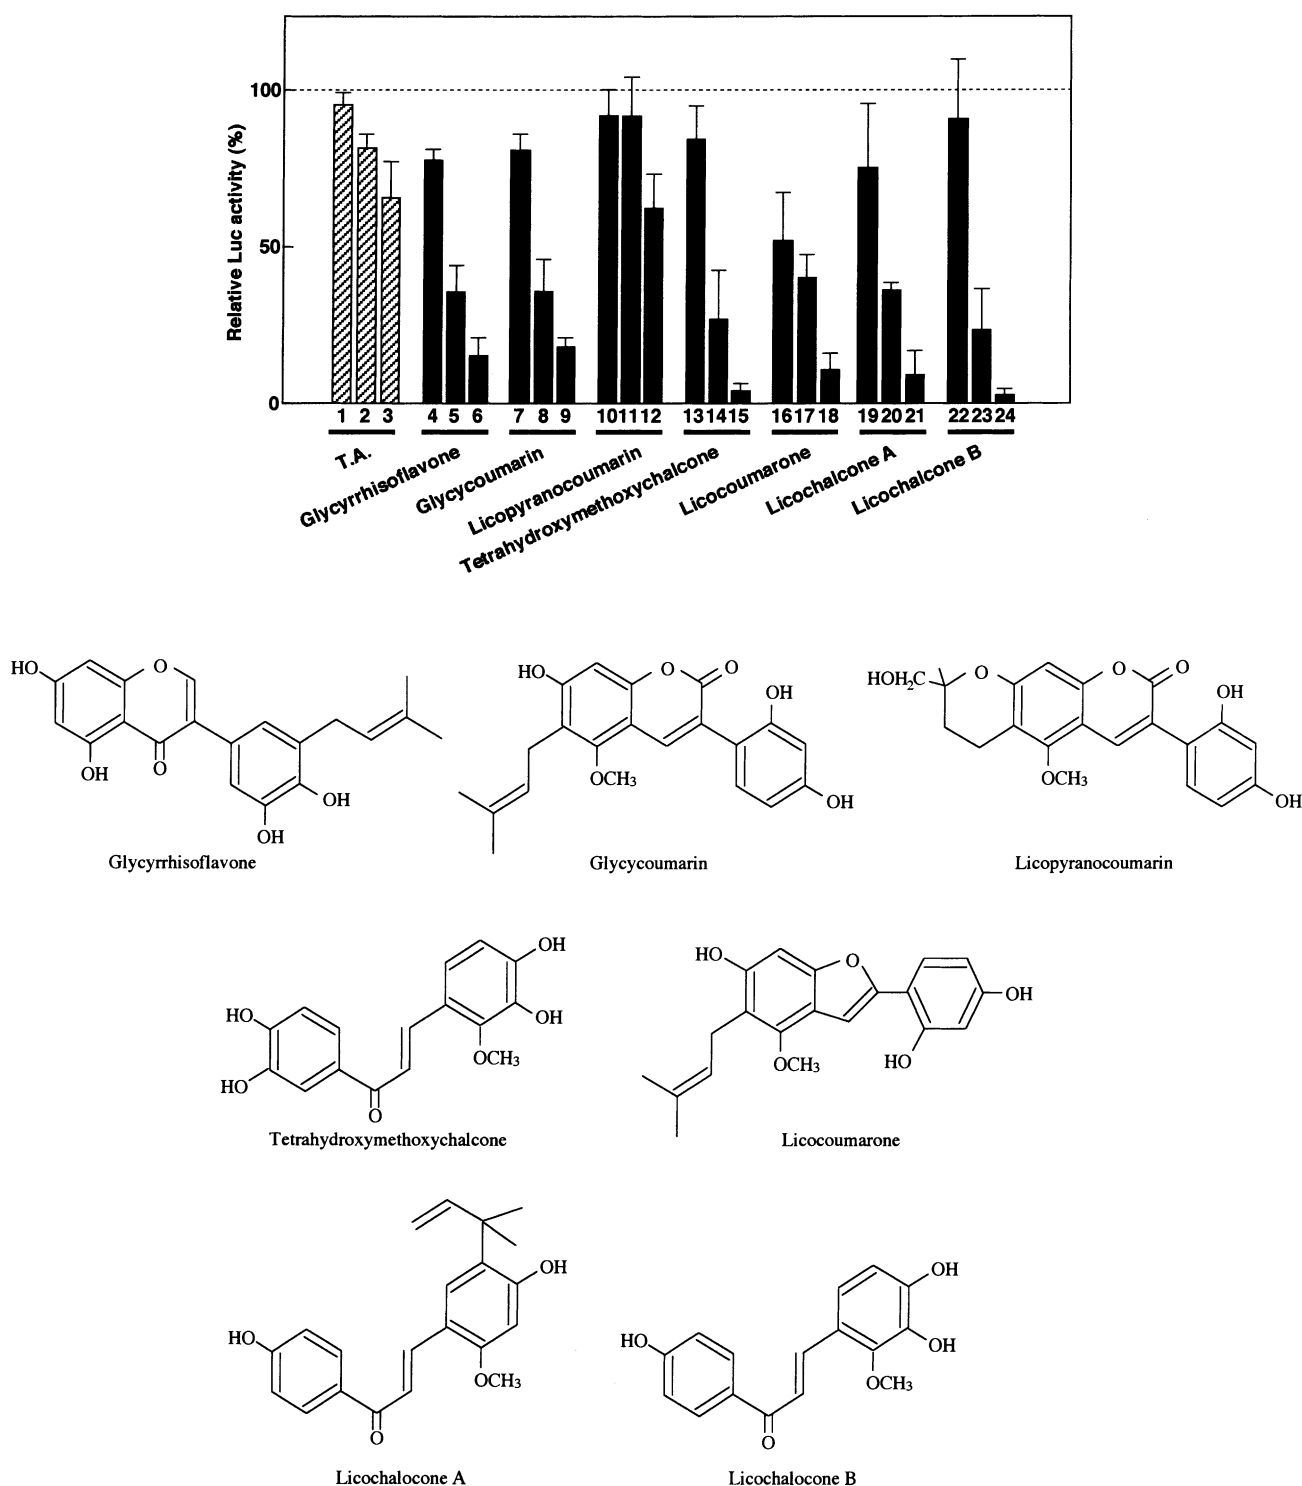 100
50
0
Relative Luc activity (%)
1 2 3 4 5 6 7 8 9 10 11 12 13 14 15 16 17 18 19 20 21 22 23 24
T.A.
Glycyrrhisoflavone
Glycycoumarin
Licopyranocoumarin
Tetrahydroxymethoxychalcone
Licocoumarone
Licochalcone A
Licochalcone B
HO O O OH OH OH
Glycyrrhisoflavone
HO O O OH OCH3 OH
Glycycoumarin
HOH2C O O O OH OCH3 OH
Licopyranocoumarin
HO HO O OCH3 OH OH
Tetrahydroxymethoxychalcone
HO O OCH3 HO OH
Licocoumarone
HO O OCH3 OH
Licochalocone A
HO O OCH3 OH OH
Licochalocone B